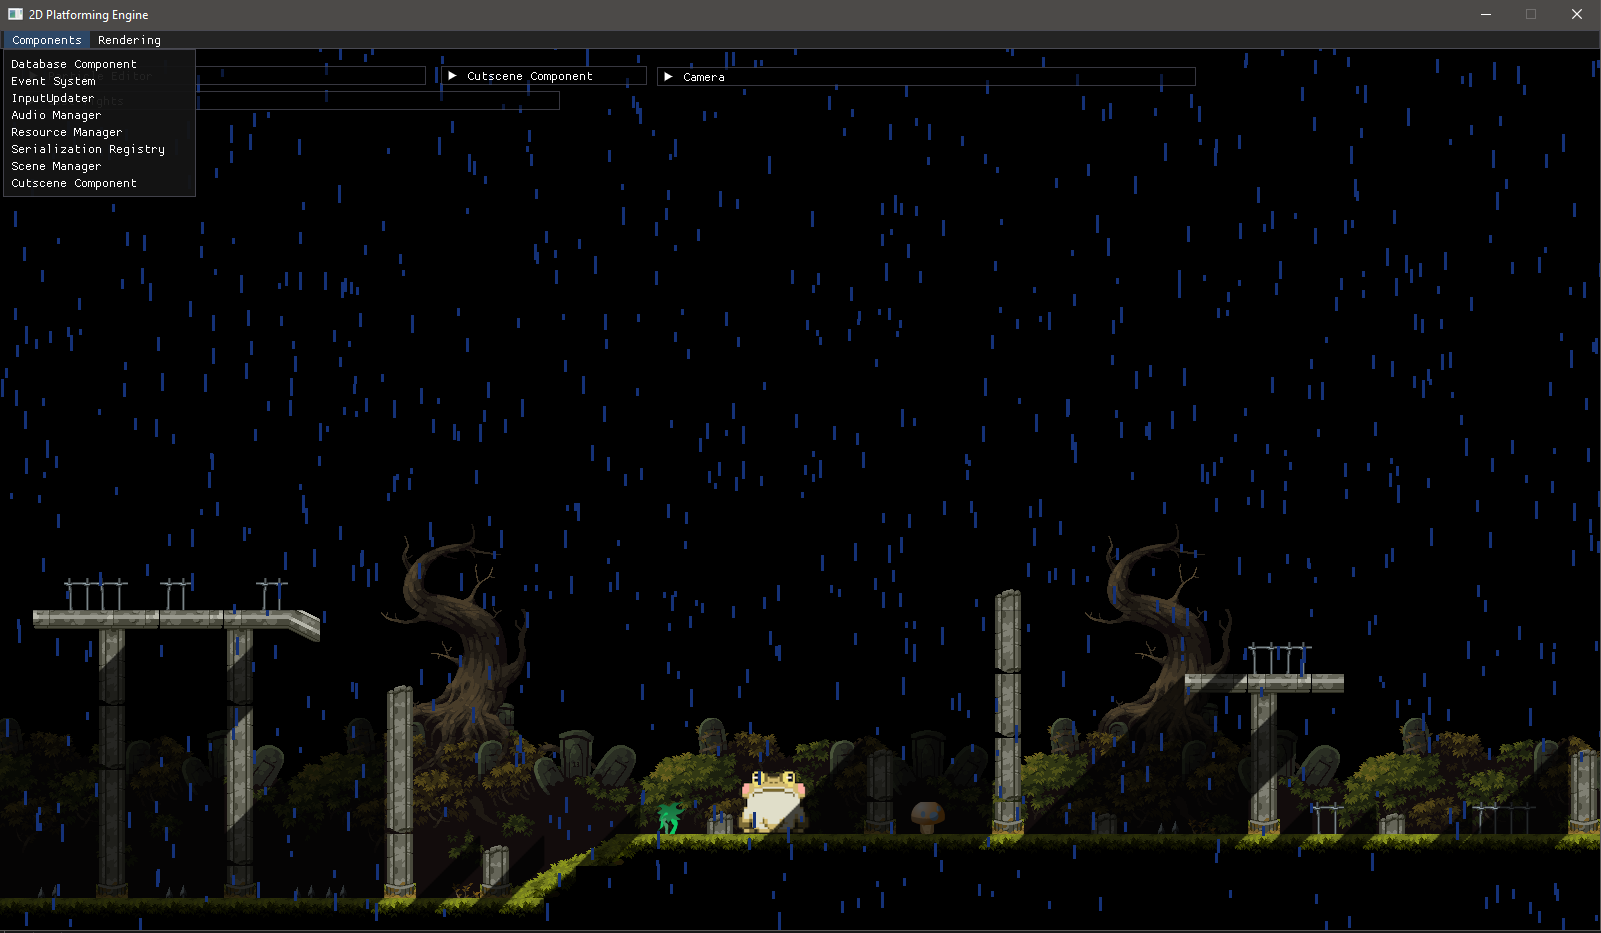 2D Platforming Engine
Components Rendering
Database Component
Editor
Event System
InputUpdater
Audio Manager
Resource Manager
Serialization Registry
Scene Manager
Cutscene Component
Cutscene Component
Camera